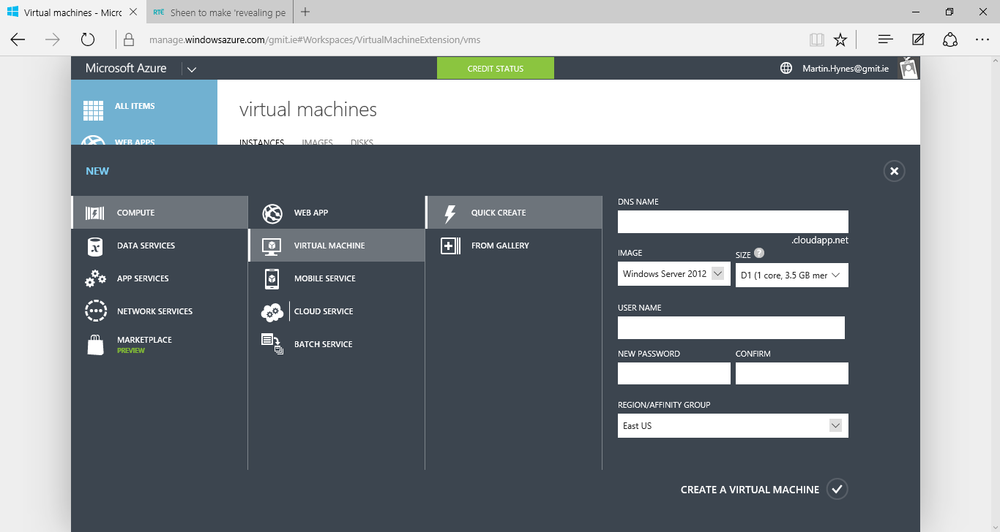 Virtual machines - Micrc
RTÉ Sheen to make 'revealing pe
manage.windowsazure.com/gmit.ie#Workspaces/VirtualMachineExtension/vms
Microsoft Azure
CREDIT STATUS
Martin.Hynes@gmit.ie
ALL ITEMS
virtual machines
WEB APPS
INSTANCES IMAGES DISKS
NEW
COMPUTE
DATA SERVICES
APP SERVICES
NETWORK SERVICES
MARKETPLACE
PREVIEW
WEB APP
VIRTUAL MACHINE
MOBILE SERVICE
CLOUD SERVICE
BATCH SERVICE
QUICK CREATE
FROM GALLERY
DNS NAME
.cloudapp.net
IMAGE
SIZE ?
Windows Server 2012
D1 (1 core, 3.5 GB mer
USER NAME
NEW PASSWORD
CONFIRM
REGION/AFFINITY GROUP
East US
CREATE A VIRTUAL MACHINE